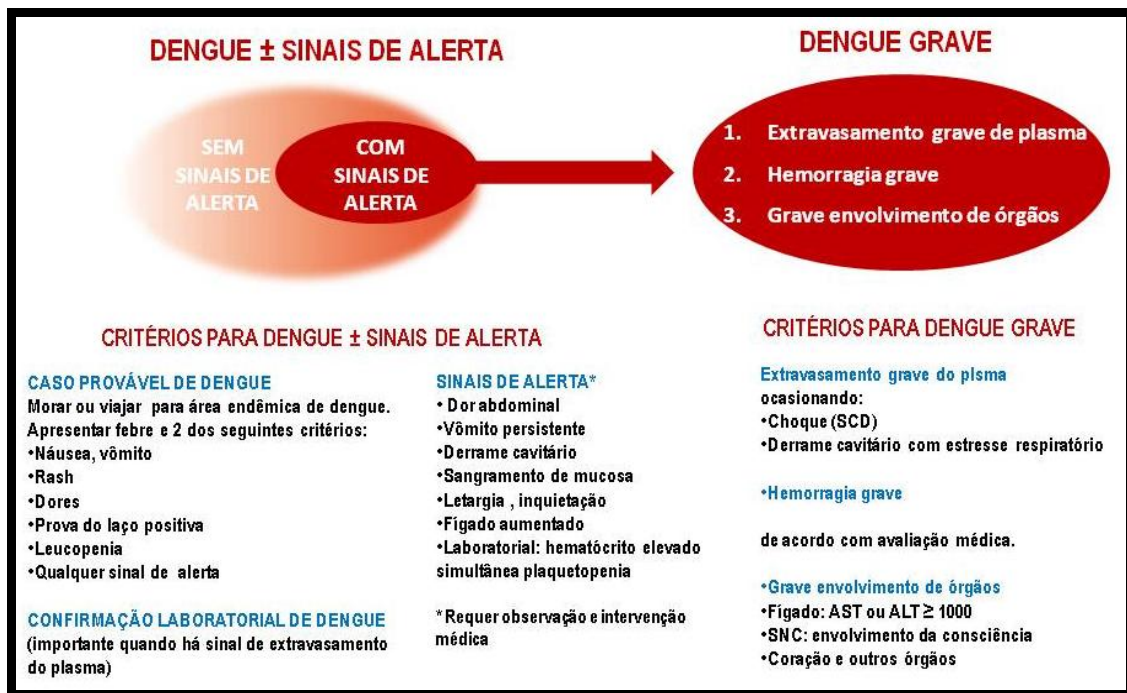 DENGUE ± SINAIS DE ALERTA
SEM
SINAIS DE
ALERTA
COM
SINAIS DE
ALERTA
DENGUE GRAVE
1. Extravasamento grave de plasma
2. Hemorragia grave
3. Grave envolvimento de órgãos
CRITÉRIOS PARA DENGUE ± SINAIS DE ALERTA
CASO PROVÁVEL DE DENGUE
Morar ou viajar para área endêmica de dengue.
Apresentar febre e 2 dos seguintes critérios:
•Náusea, vômito
•Rash
•Dores
•Prova do laço positiva
•Leucopenia
•Qualquer sinal de alerta
CONFIRMAÇÃO LABORATORIAL DE DENGUE
(importante quando há sinal de extravasamento
do plasma)
SINAIS DE ALERTA*
• Dor abdominal
•Vômito persistente
•Derrame cavitário
•Sangramento de mucosa
•Letargia , inquietação
•Fígado aumentado
•Laboratorial: hematócrito elevado
simultânea plaquetopenia
*Requer observação e intervenção
médica
CRITÉRIOS PARA DENGUE GRAVE
Extravasamento grave do plsma
ocasionando:
•Choque (SCD)
•Derrame cavitário com estresse respiratório
•Hemorragia grave
de acordo com avaliação médica.
•Grave envolvimento de órgãos
•Fígado: AST ou ALT ≥ 1000
•SNC: envolvimento da consciência
•Coração e outros órgãos